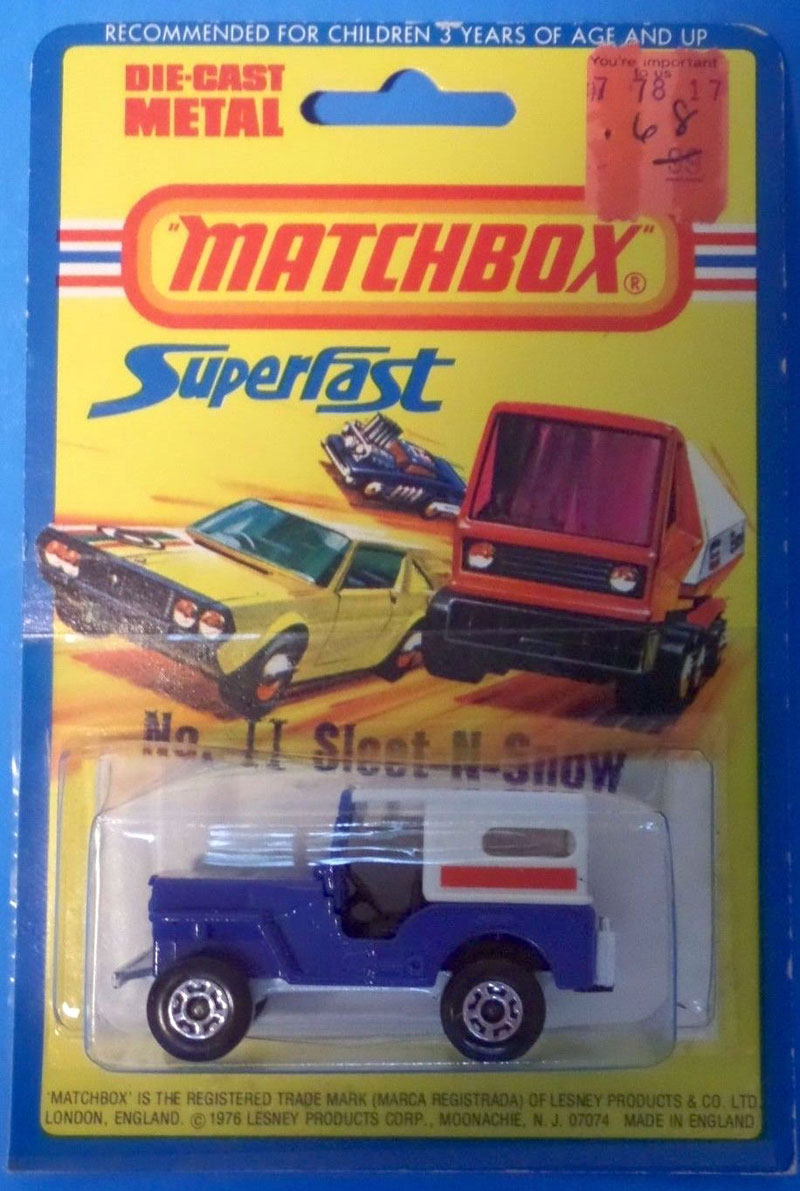 RECOMMENDED FOR CHILDREN 3 YEARS OF AGE AND UP
DIE-CAST
METAL
You're important
to us
7 78 17
.68
"MATCHBOX"®
Superfast
No. 11 Sleet-N-Snow
'MATCHBOX' IS THE REGISTERED TRADE MARK (MARCA REGISTRADA) OF LESNEY PRODUCTS & CO. LTD.
LONDON, ENGLAND. © 1976 LESNEY PRODUCTS CORP., MOONACHIE, N. J. 07074 MADE IN ENGLAND